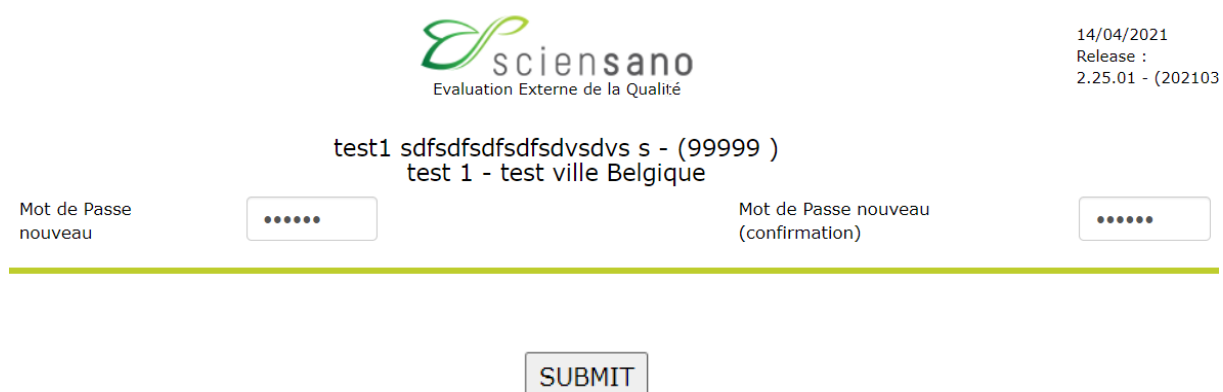 sciensano
Evaluation Externe de la Qualité
14/04/2021
Release :
2.25.01 - (202103
test1 sdfsdfsdfsdfsdvsdvs s - (99999 )
test 1 - test ville Belgique
Mot de Passe
nouveau
••••••
Mot de Passe nouveau
(confirmation)
••••••
SUBMIT